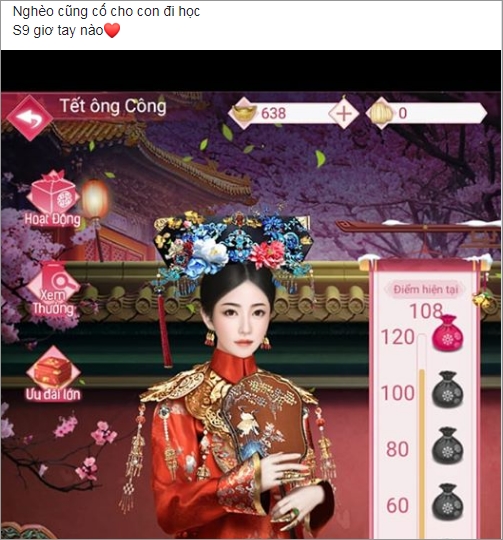 Nghèo cũng cố cho con đi học
S9 giơ tay nào❤️
Tết ông Công
638
0
Hoạt Động
Xem Thưởng
Ưu đãi lớn
Điểm hiện tại
108
120
100
80
60